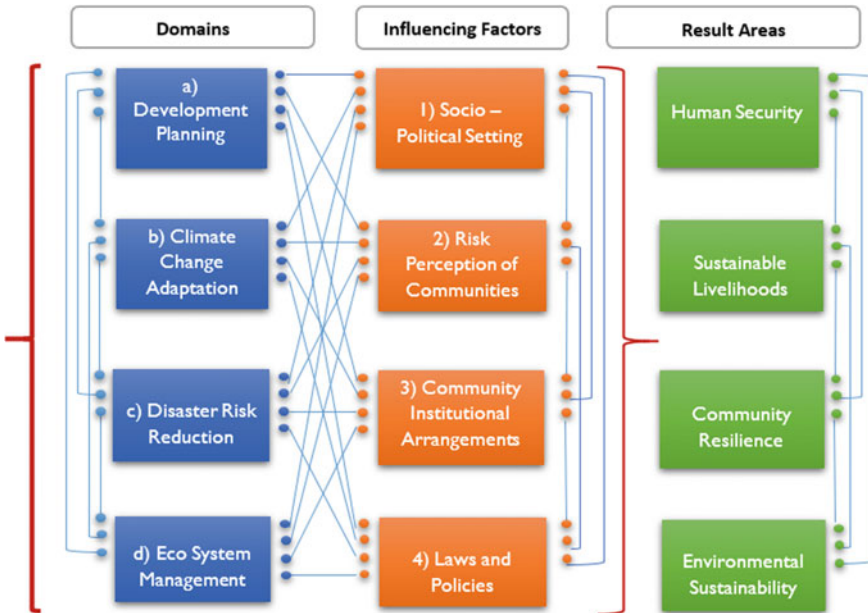 Domains
Influencing Factors
Result Areas
a)
Development
Planning
1) Socio –
Political Setting
Human Security
b) Climate
Change
Adaptation
2) Risk
Perception of
Communities
Sustainable
Livelihoods
c) Disaster Risk
Reduction
3) Community
Institutional
Arrangements
Community
Resilience
d) Eco System
Management
4) Laws and
Policies
Environmental
Sustainability